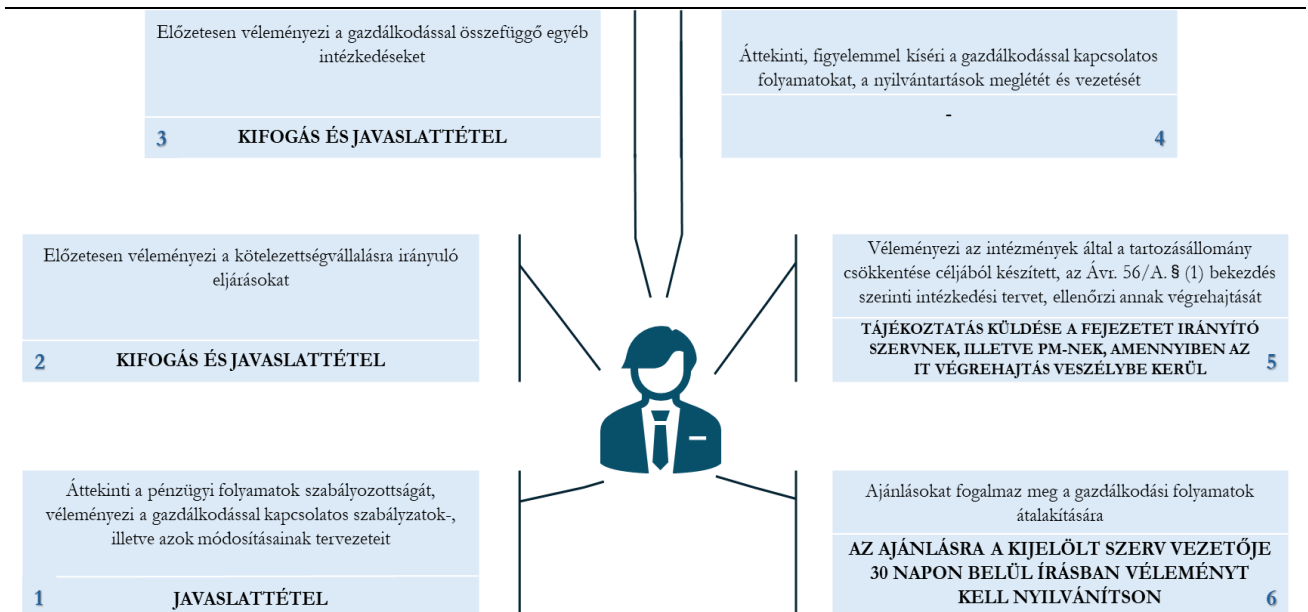 Előzetesen véleményezi a gazdálkodással összefüggő egyéb
intézkedéseket
3 KIFOGÁS ÉS JAVASLATTÉTEL
Áttekinti, figyelemmel kíséri a gazdálkodással kapcsolatos
folyamatokat, a nyilvántartások meglétét és vezetését
-
4
Előzetesen véleményezi a kötelezettségvállalásra irányuló
eljárásokat
2 KIFOGÁS ÉS JAVASLATTÉTEL
Véleményezi az intézmények által a tartozásállomány
csökkentése céljából készített, az Ávr. 56/A. § (1) bekezdés
szerinti intézkedési tervet, ellenőrzi annak végrehajtását
TÁJÉKOZTATÁS KÜLDÉSE A FEJEZETET IRÁNYÍTÓ
SZERVNEK, ILLETVE PM-NEK, AMENNYIBEN AZ
IT VÉGREHAJTÁS VESZÉLYBE KERÜL 5
Áttekinti a pénzügyi folyamatok szabályozottságát,
véleményezi a gazdálkodással kapcsolatos szabályzatok-,
illetve azok módosításainak tervezeteit
1 JAVASLATTÉTEL
Ajánlásokat fogalmaz meg a gazdálkodási folyamatok
átalakítására
AZ AJÁNLÁSRA A KIJELÖLT SZERV VEZETŐJE
30 NAPON BELÜL ÍRÁSBAN VÉLEMÉNYT
KELL NYILVÁNÍTSON 6